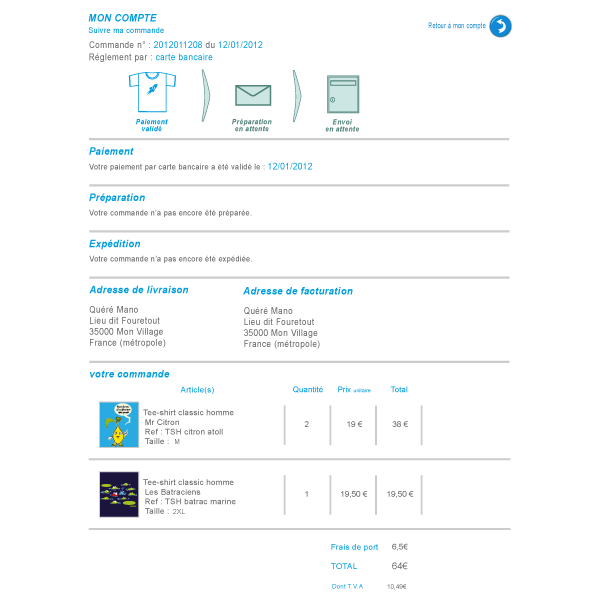 MON COMPTE
Suivre ma commande
Retour à mon compte
Commande n° : 2012011208 du 12/01/2012
Réglement par : carte bancaire
Paiement validé
Préparation en attente
Envoi en attente
Paiement
Votre paiement par carte bancaire a été validé le : 12/01/2012
Préparation
Votre commande n'a pas encore été préparée.
Expédition
Votre commande n'a pas encore été expédiée.
Adresse de livraison
Quéré Mano
Lieu dit Fouretout
35000 Mon Village
France (métropole)
Adresse de facturation
Quéré Mano
Lieu dit Fouretout
35000 Mon Village
France (métropole)
votre commande
Article(s) Quantité Prix unitaire Total
Tee-shirt classic homme
Mr Citron
Ref : TSH citron atoll
Taille : M
2 19 € 38 €
Tee-shirt classic homme
Les Batraciens
Ref : TSH batrac marine
Taille : 2XL
1 19,50 € 19,50 €
Frais de port 6,5€
TOTAL 64€
Dont T.V.A 10,49€